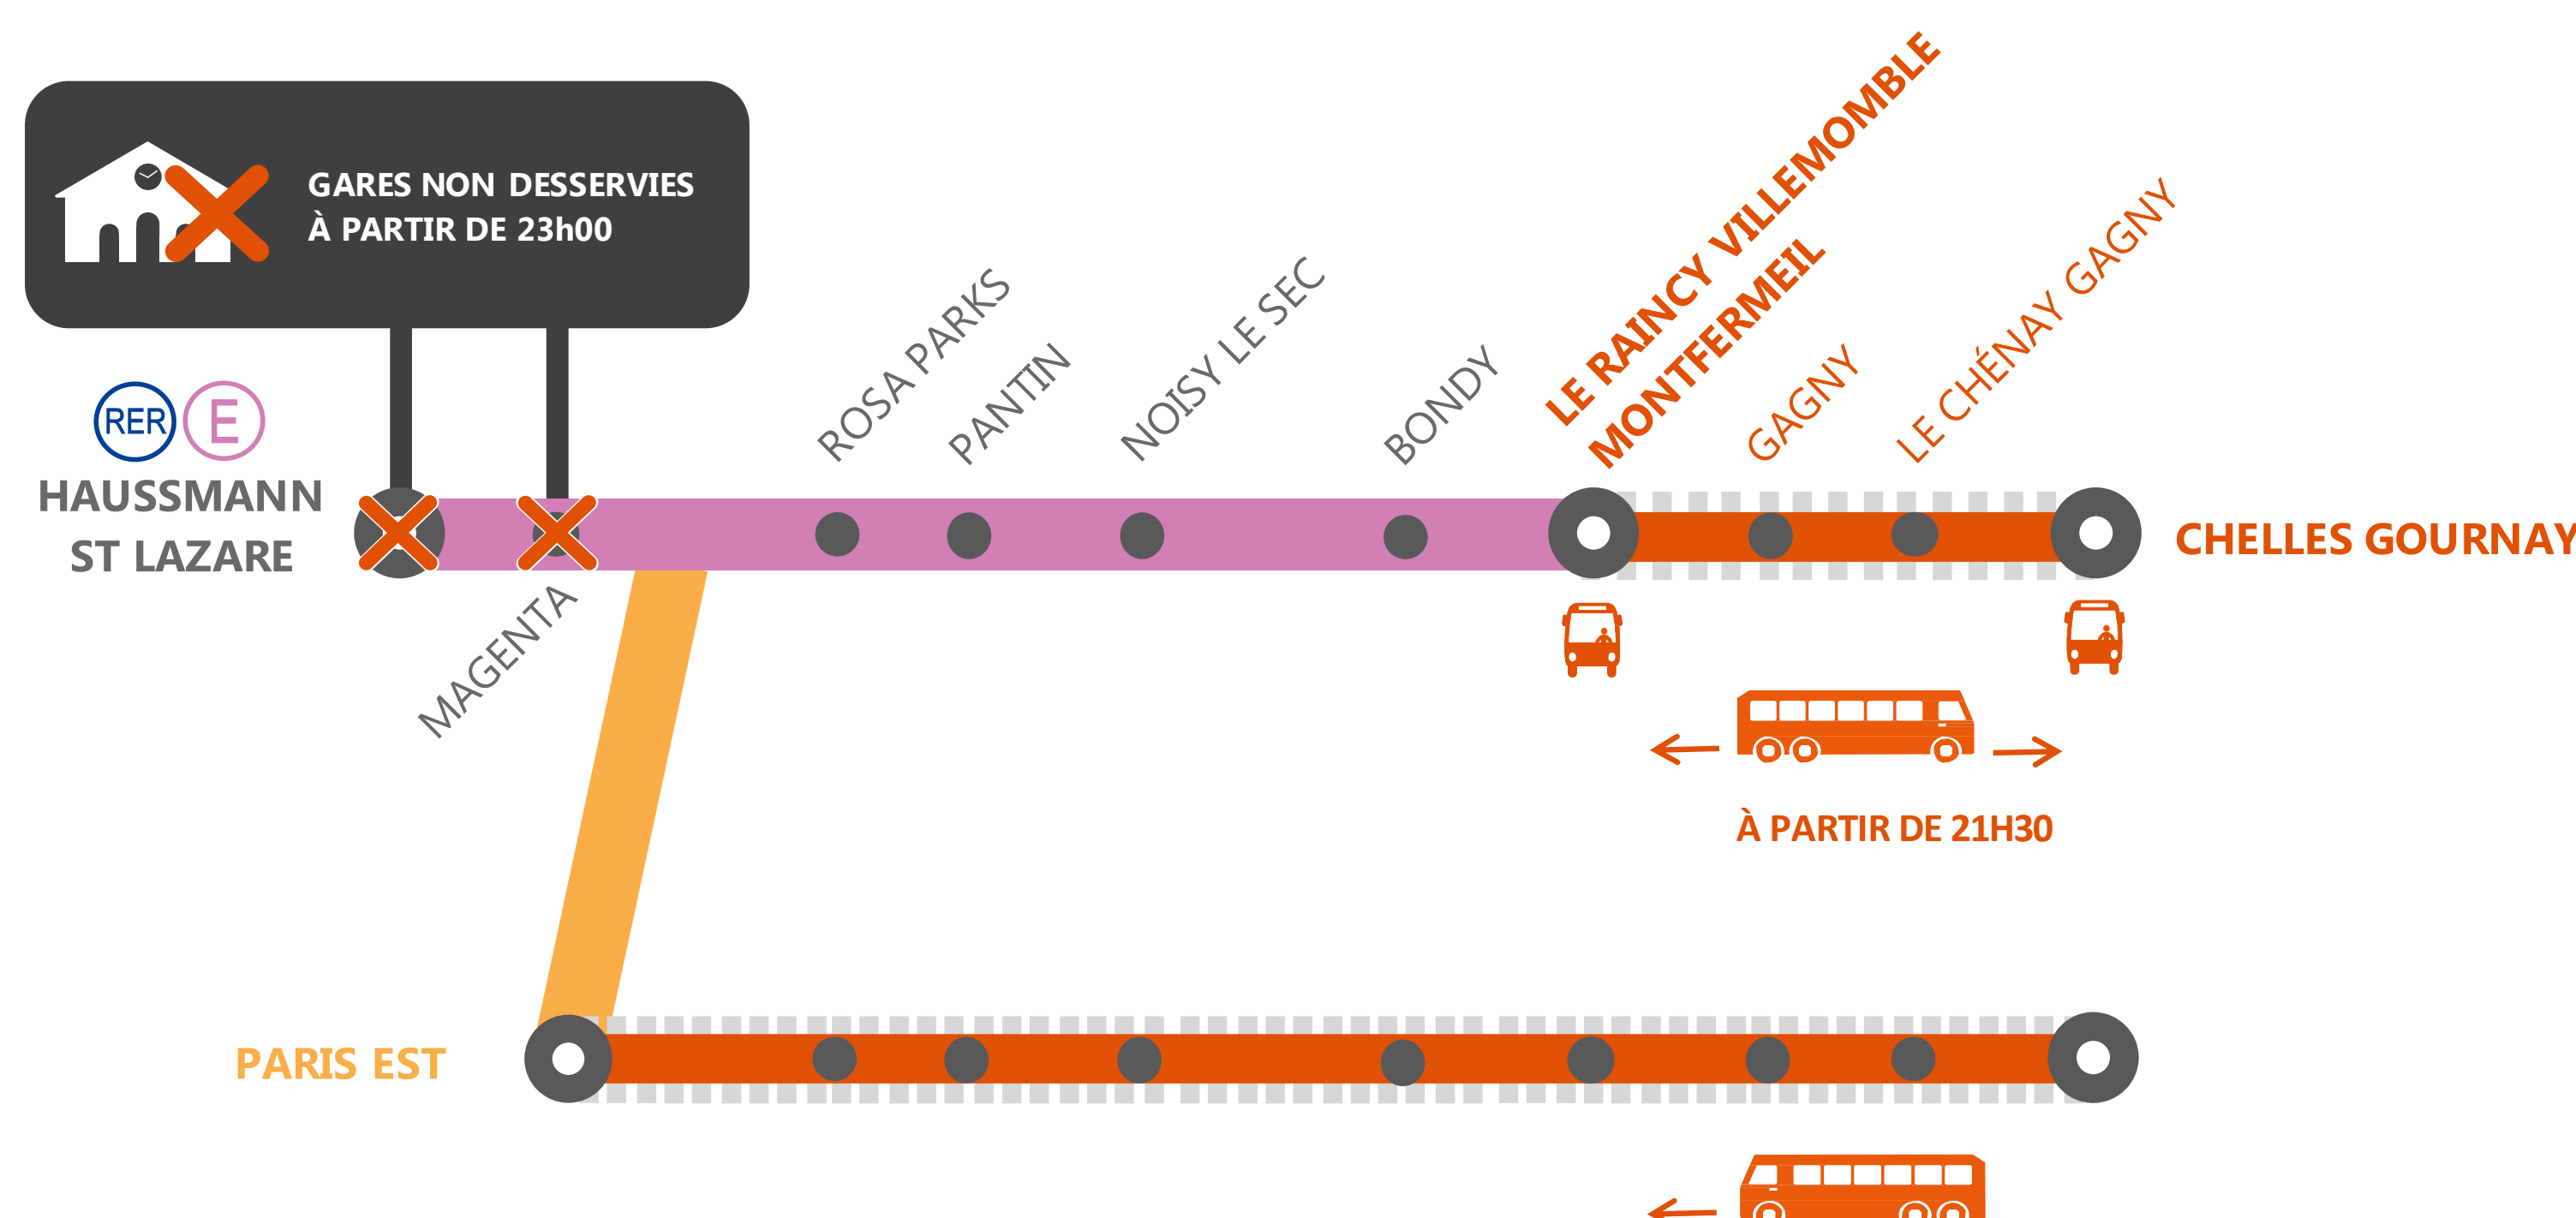 GARES NON DESSERVIES
À PARTIR DE 23h00
RER E
HAUSSMANN
ST LAZARE
MAGENTA
ROSA PARKS
PANTIN
NOISY LE SEC
BONDY
LE RAINCY VILLEMOMBLE
MONTFERMEIL
GAGNY
LE CHÉNAY GAGNY
CHELLES GOURNAY
À PARTIR DE 21H30
PARIS EST